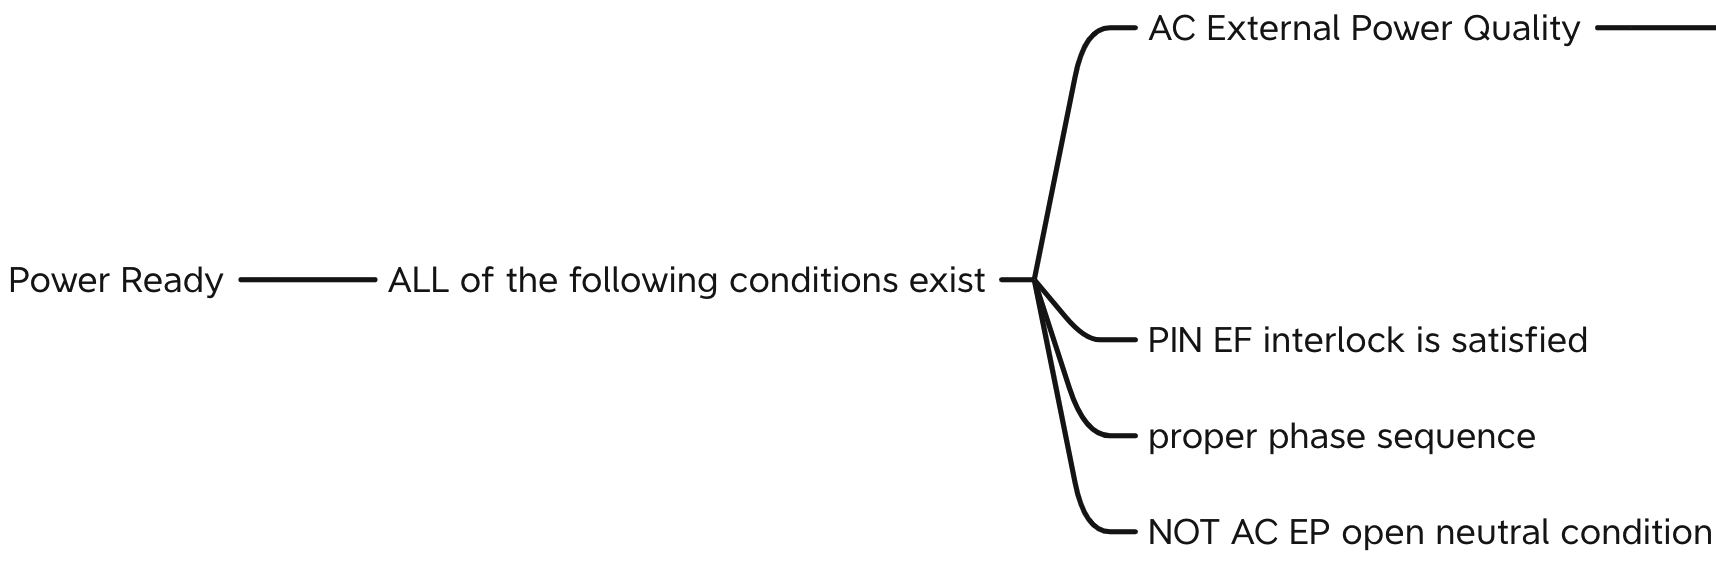 AC External Power Quality
Power Ready
ALL of the following conditions exist
PIN EF interlock is satisfied
proper phase sequence
NOT AC EP open neutral condition